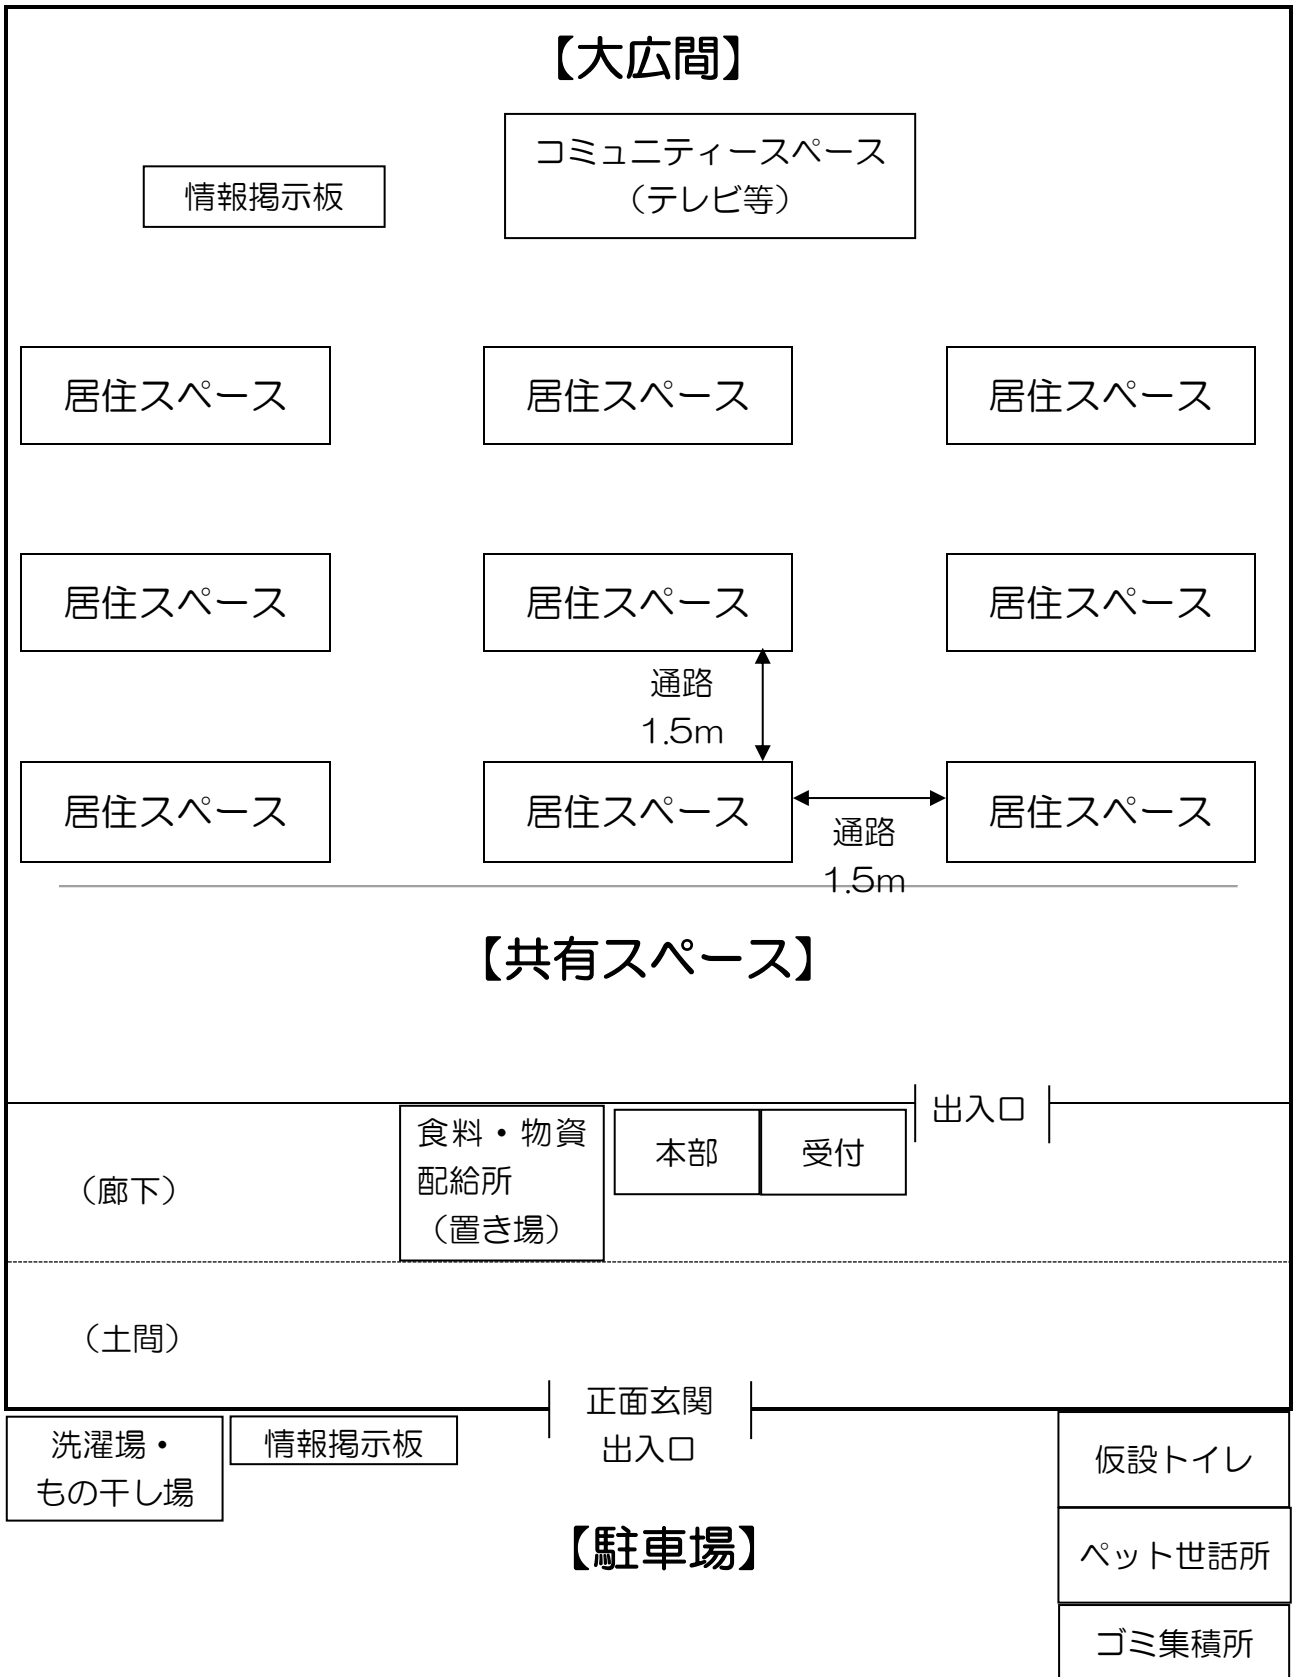 【大広間】
コミュニティースペース
（テレビ等）
情報掲示板
居住スペース
居住スペース
居住スペース
居住スペース
居住スペース
居住スペース
通路
1.5m
居住スペース
居住スペース
居住スペース
通路
1.5m
【共有スペース】
出入口
食料・物資
配給所
（置き場）
本部
受付
（廊下）
（土間）
正面玄関
出入口
洗濯場・
もの干し場
情報掲示板
仮設トイレ
【駐車場】
ペット世話所
ゴミ集積所